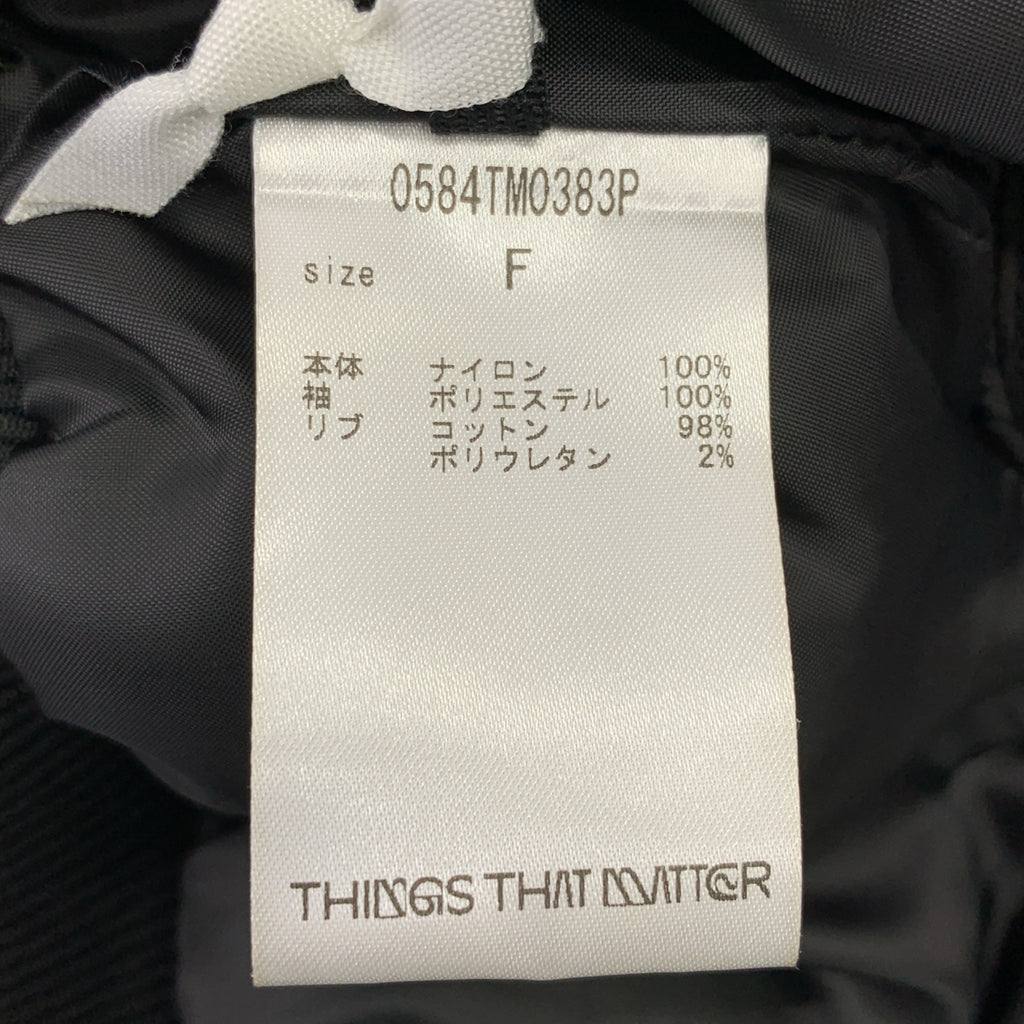 0584TM0383P
size F
本体 ナイロン 100%
袖 ポリエステル 100%
リブ コットン 98%
ポリウレタン 2%
THINGS THAT MATTER